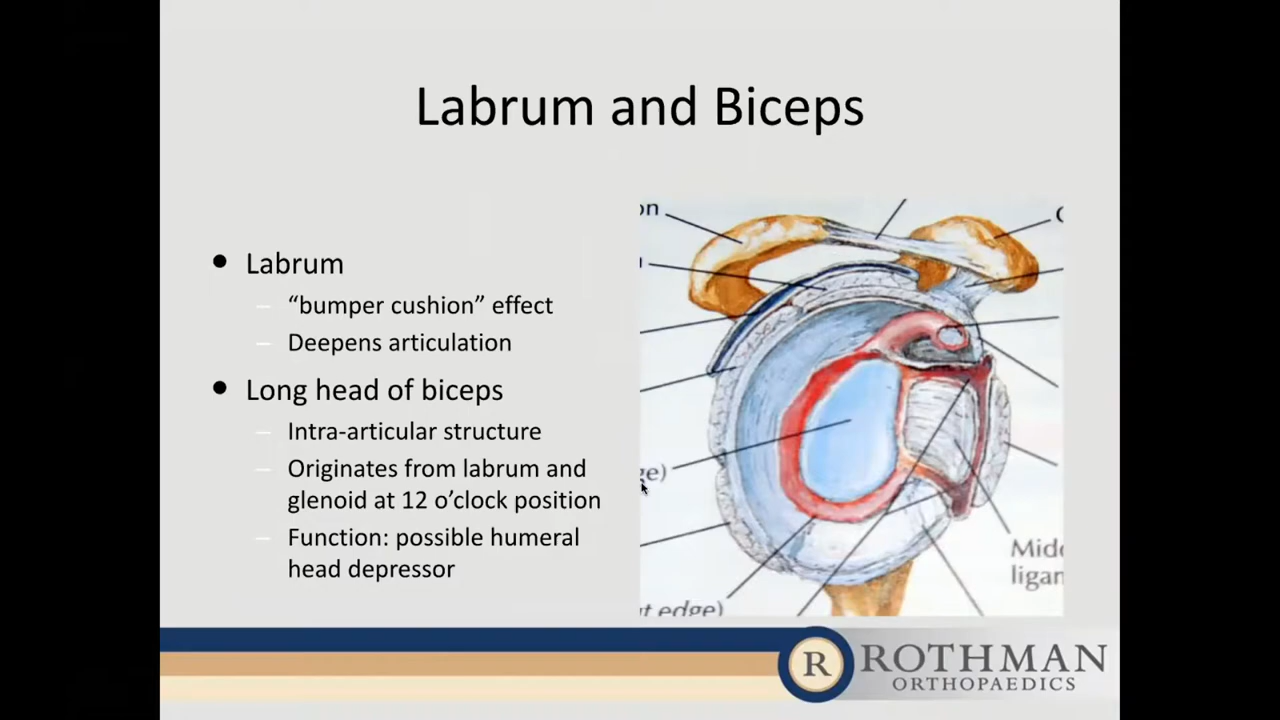 Labrum and Biceps
• Labrum
– “bumper cushion” effect
– Deepens articulation
• Long head of biceps
– Intra-articular structure
– Originates from labrum and
glenoid at 12 o’clock position
– Function: possible humeral
head depressor
on
ge)
t edge)
Mid
ligar
R ROTHMAN
ORTHOPAEDICS